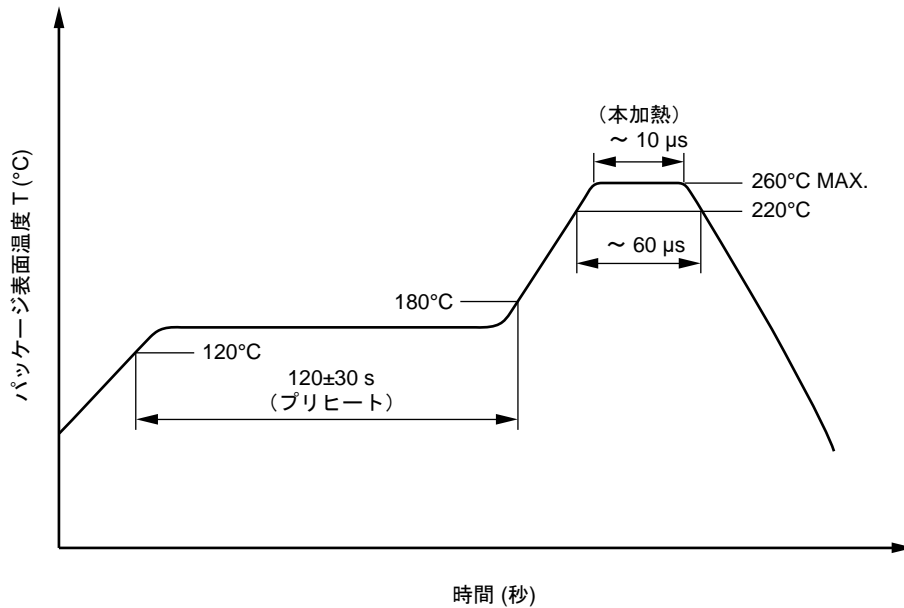 (本加熱)
～ 10 µs
260°C MAX.
220°C
～ 60 µs
180°C
120°C
120±30 s
(プリヒート)
パッケージ表面温度 T (°C)
時間 (秒)